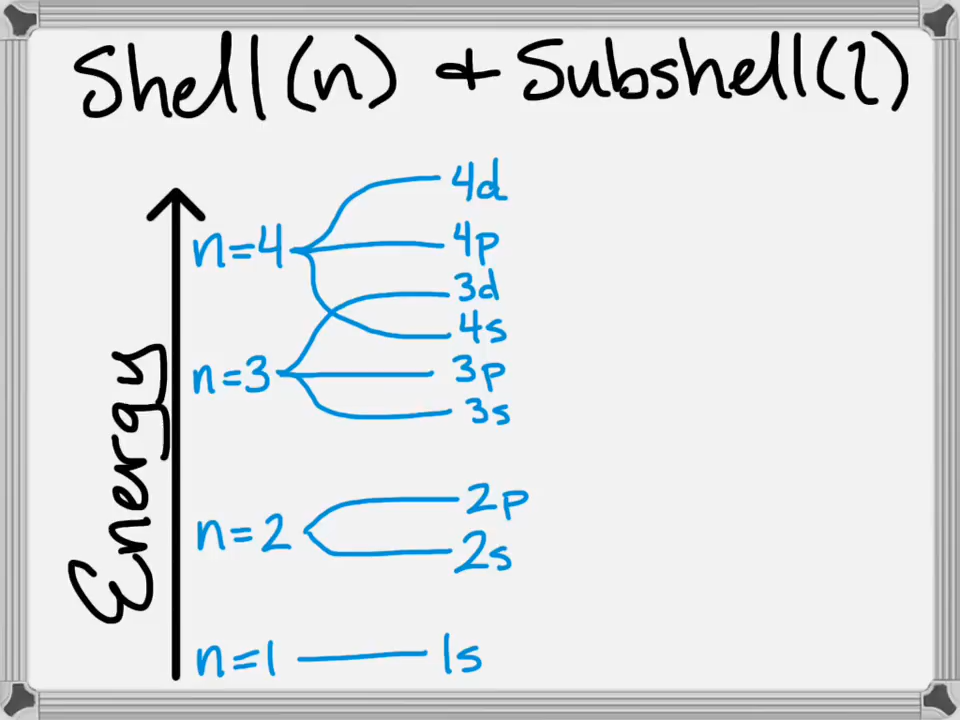 Shell(n) & Subshell(l)
4d
n=4 4p
3d
4s
n=3 3p
3s
2p
n=2
2s
n=1 1s
Energy